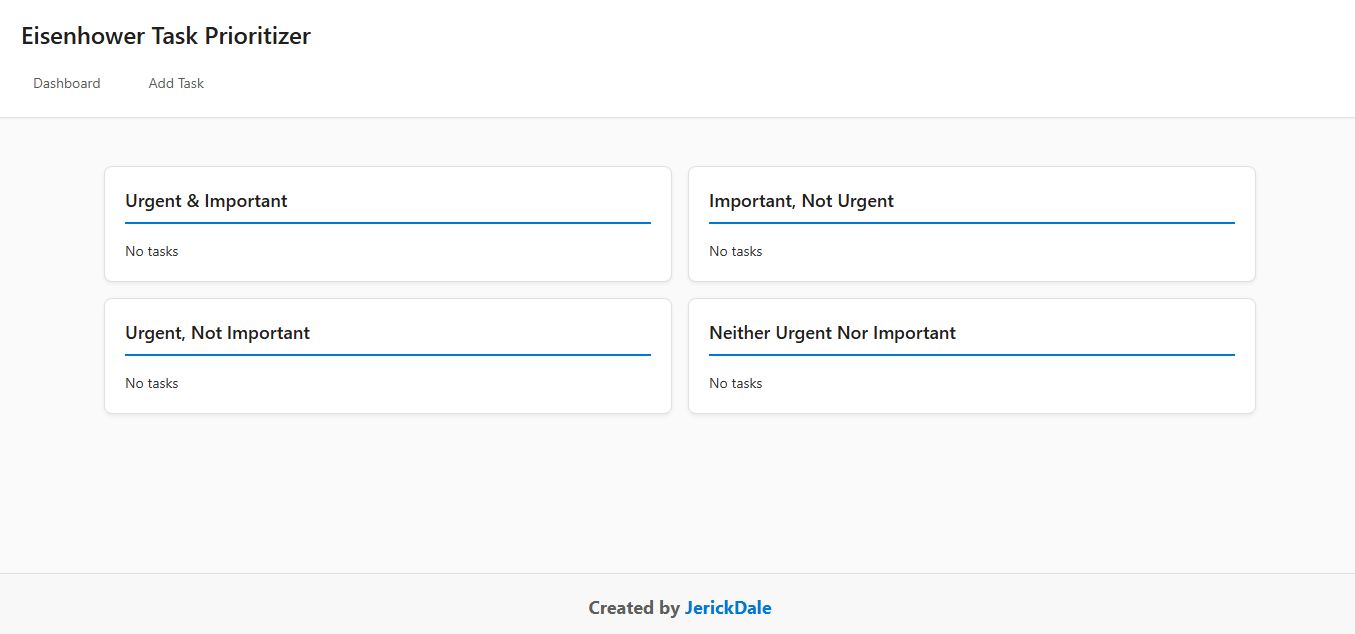 Eisenhower Task Prioritizer
Dashboard Add Task
Urgent & Important
No tasks
Important, Not Urgent
No tasks
Urgent, Not Important
No tasks
Neither Urgent Nor Important
No tasks
Created by JerickDale